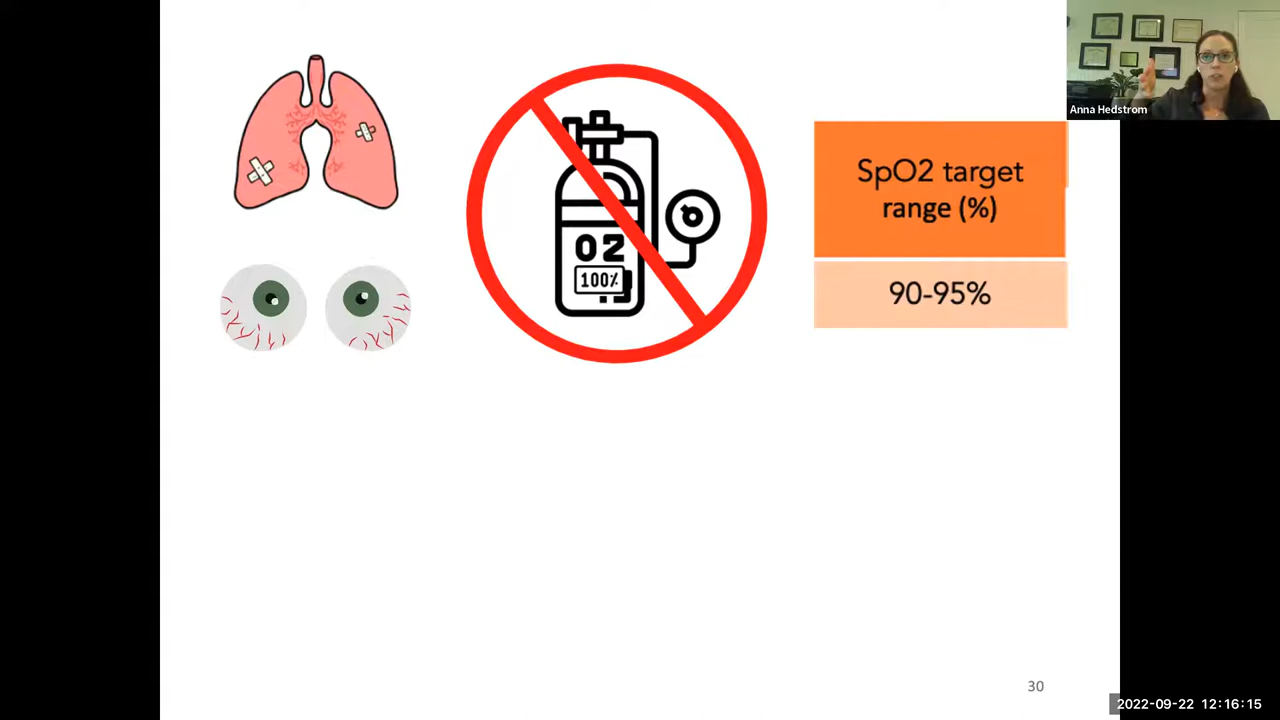 Anna Hedstrom
SpO2 target
range (%)
O2
100%
90-95%
30
2022-09-22 12:16:15